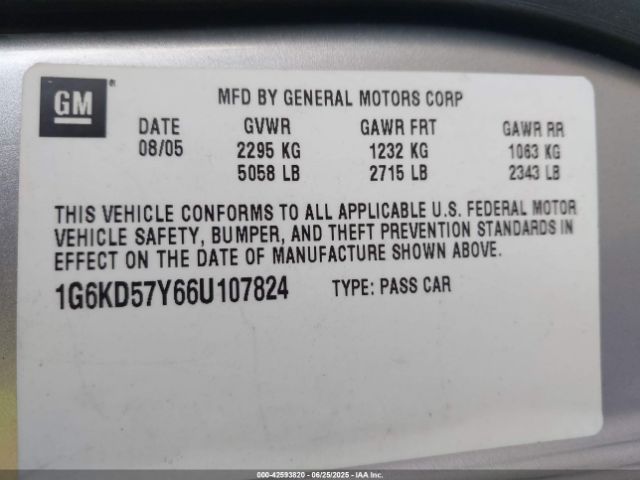 GM®
MFD BY GENERAL MOTORS CORP
DATE GVWR GAWR FRT GAWR RR
08/05 2295 KG 1232 KG 1063 KG
5058 LB 2715 LB 2343 LB
THIS VEHICLE CONFORMS TO ALL APPLICABLE U.S. FEDERAL MOTOR
VEHICLE SAFETY, BUMPER, AND THEFT PREVENTION STANDARDS IN
EFFECT ON THE DATE OF MANUFACTURE SHOWN ABOVE.
1G6KD57Y66U107824 TYPE: PASS CAR
000-42593820 - 06/25/2025 - IAA Inc.